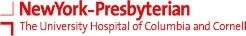 NewYork-Presbyterian
The University Hospital of Columbia and Cornell